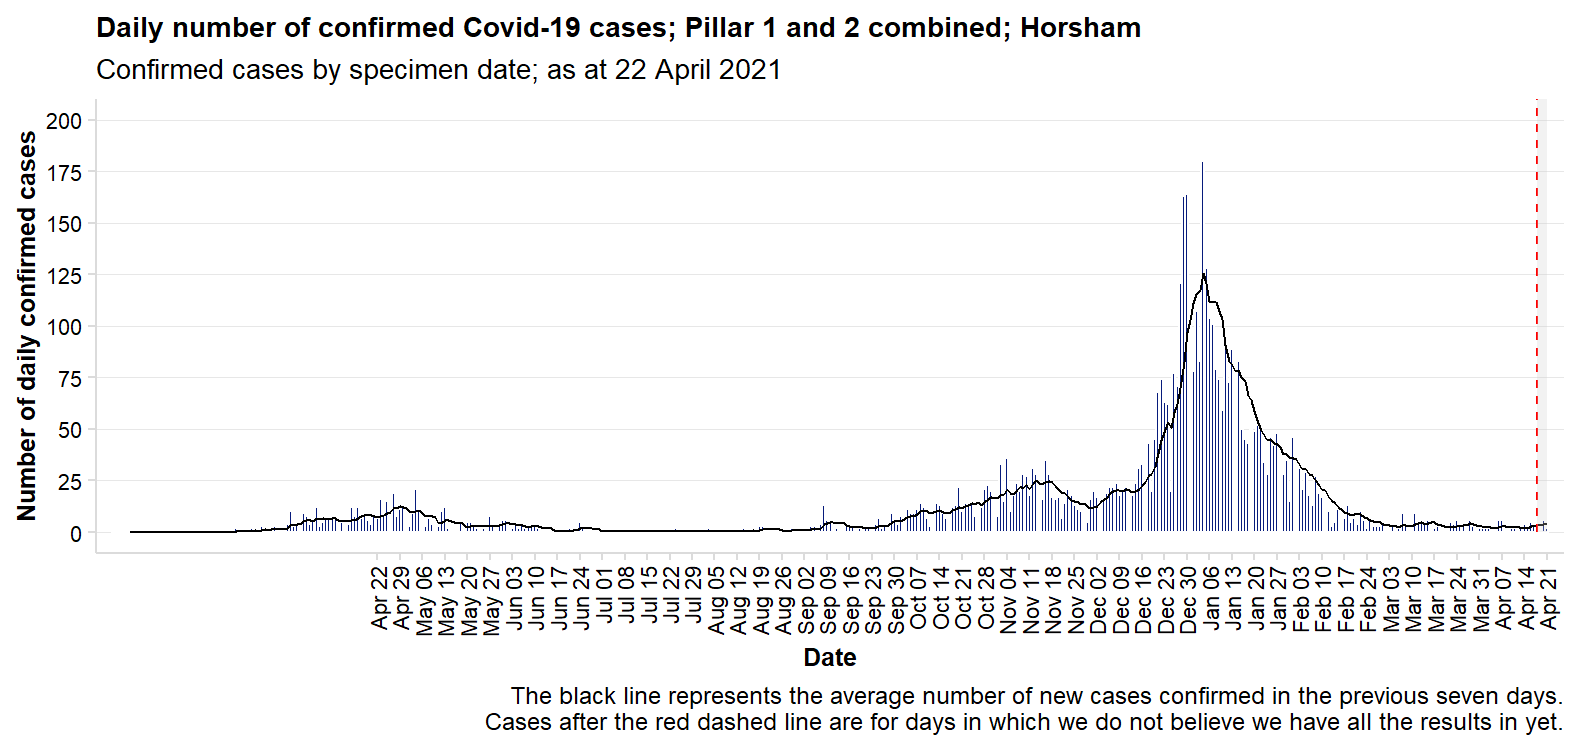 Daily number of confirmed Covid-19 cases; Pillar 1 and 2 combined; Horsham
Confirmed cases by specimen date; as at 22 April 2021
Number of daily confirmed cases
200
175
150
125
100
75
50
25
0
Apr 22
Apr 29
May 06
May 13
May 20
May 27
Jun 03
Jun 10
Jun 17
Jun 24
Jul 01
Jul 08
Jul 15
Jul 22
Jul 29
Aug 05
Aug 12
Aug 19
Aug 26
Sep 02
Sep 09
Sep 16
Sep 23
Sep 30
Oct 07
Oct 14
Oct 21
Oct 28
Nov 04
Nov 11
Nov 18
Nov 25
Dec 02
Dec 09
Dec 16
Dec 23
Dec 30
Jan 06
Jan 13
Jan 20
Jan 27
Feb 03
Feb 10
Feb 17
Feb 24
Mar 03
Mar 10
Mar 17
Mar 24
Mar 31
Apr 07
Apr 14
Apr 21
Date
The black line represents the average number of new cases confirmed in the previous seven days.
Cases after the red dashed line are for days in which we do not believe we have all the results in yet.